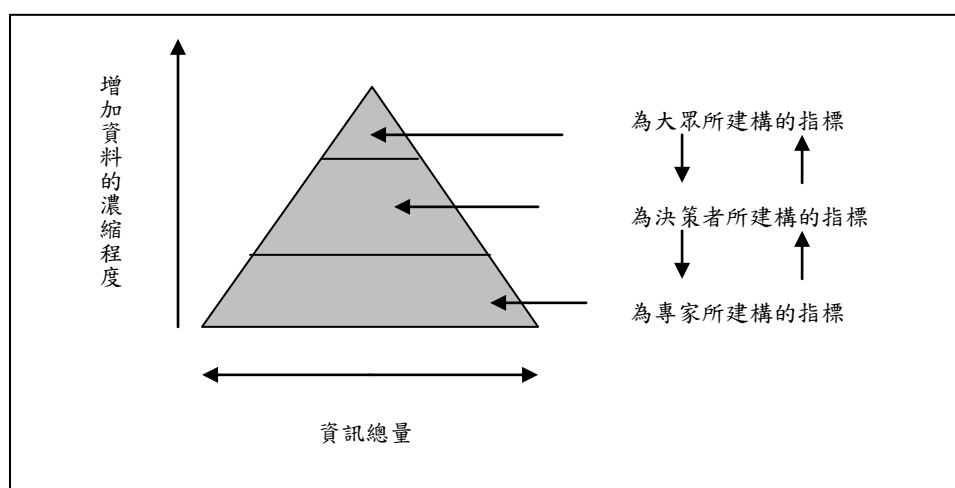 增加資料的濃縮程度
為大眾所建構的指標
為決策者所建構的指標
為專家所建構的指標
資訊總量